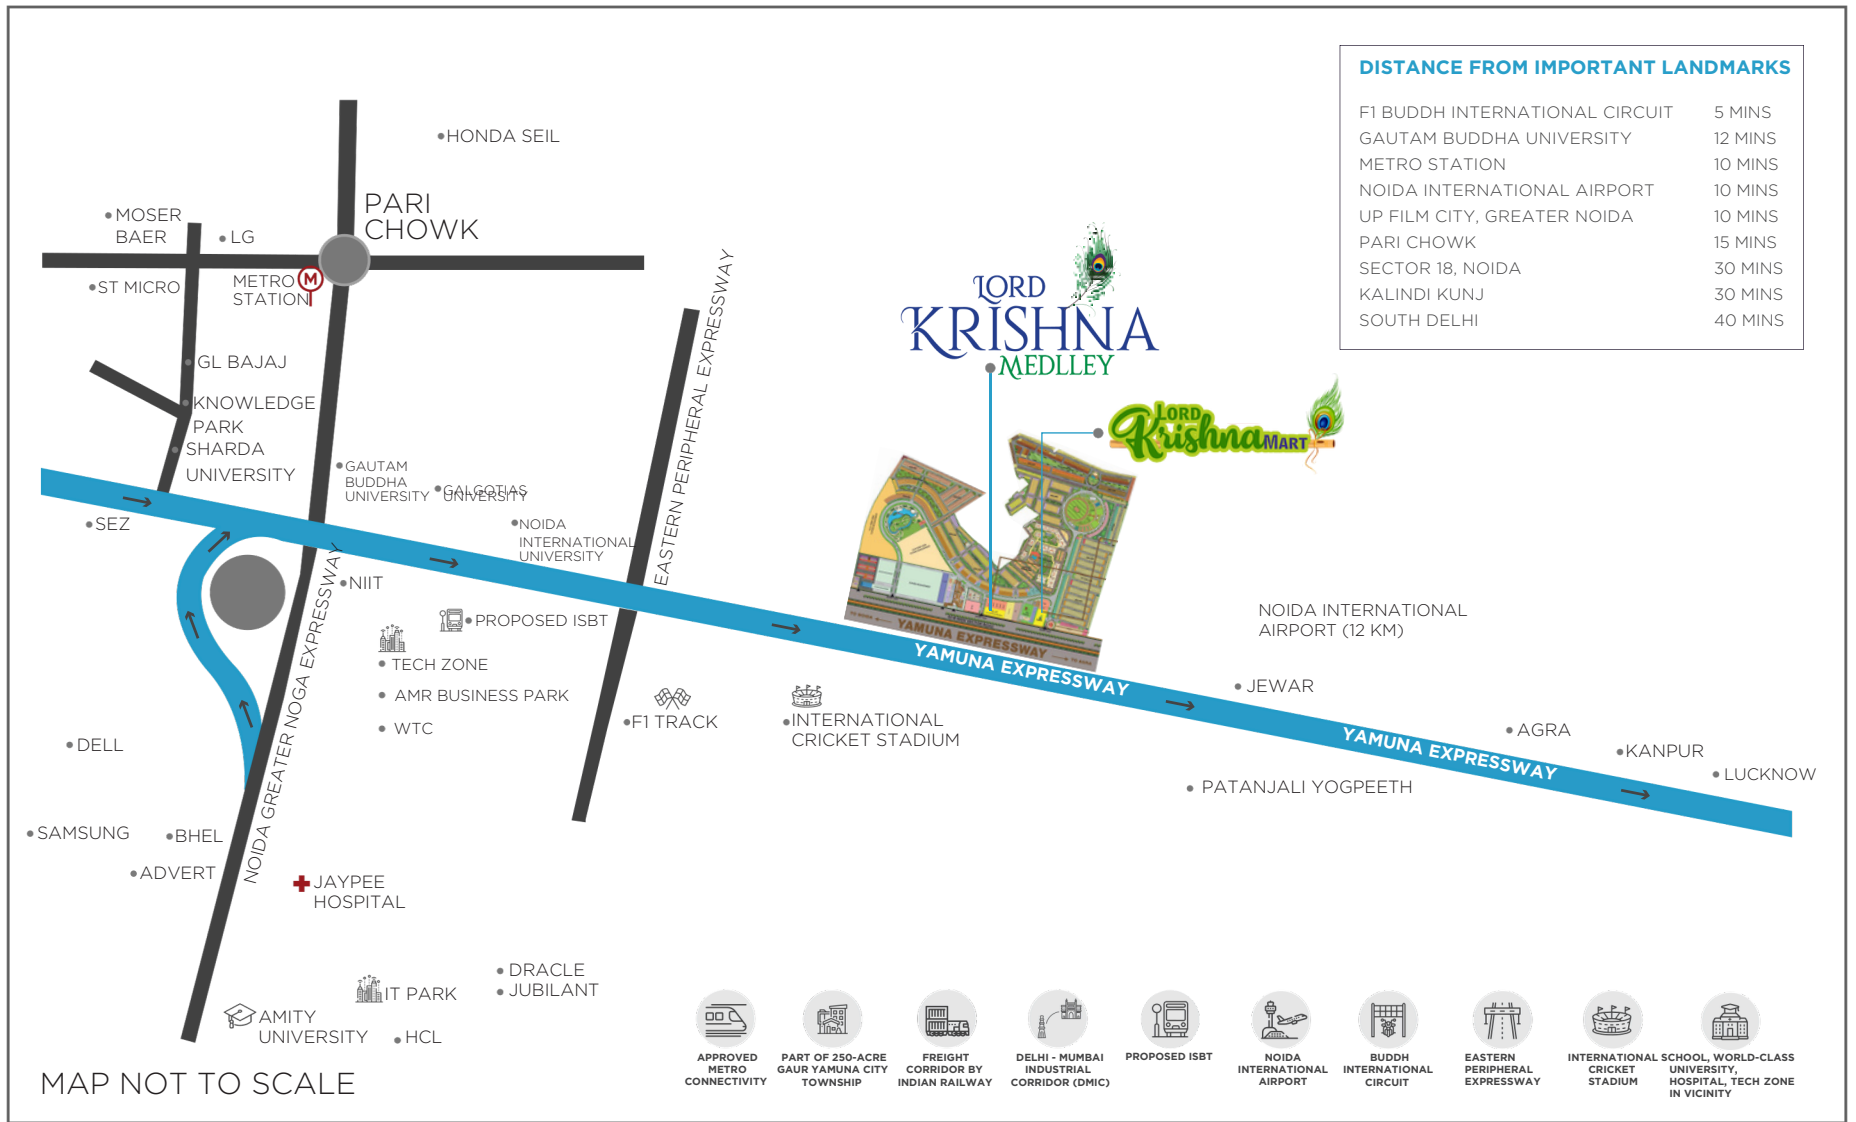 DISTANCE FROM IMPORTANT LANDMARKS
F1 BUDDH INTERNATIONAL CIRCUIT 5 MINS
GAUTAM BUDDHA UNIVERSITY 12 MINS
METRO STATION 10 MINS
NOIDA INTERNATIONAL AIRPORT 10 MINS
UP FILM CITY, GREATER NOIDA 10 MINS
PARI CHOWK 15 MINS
SECTOR 18, NOIDA 30 MINS
KALINDI KUNJ 30 MINS
SOUTH DELHI 40 MINS
HONDA SEIL
PARI
CHOWK
MOSER
BAER
LG
ST MICRO
METRO
STATION
M
GL BAJAJ
KNOWLEDGE
PARK
SHARDA
UNIVERSITY
GAUTAM
BUDDHA
UNIVERSITY
GALGOTIAS
UNIVERSITY
NOIDA
INTERNATIONAL
UNIVERSITY
EASTERN PERIPHERAL EXPRESSWAY
LORD
KRISHNA
MEDLLEY
LORD
Krishna MART
YAMUNA EXPRESSWAY
SEZ
NIIT
NOIDA GREATER NOGA EXPRESSWAY
PROPOSED ISBT
TECH ZONE
AMR BUSINESS PARK
WTC
F1 TRACK
INTERNATIONAL
CRICKET STADIUM
YAMUNA EXPRESSWAY
NOIDA INTERNATIONAL
AIRPORT (12 KM)
JEWAR
YAMUNA EXPRESSWAY
AGRA
KANPUR
LUCKNOW
PATANJALI YOGPEETH
DELL
SAMSUNG
BHEL
ADVERT
JAYPEE
HOSPITAL
DRACLE
JUBILANT
IT PARK
AMITY
UNIVERSITY
HCL
MAP NOT TO SCALE
APPROVED
METRO
CONNECTIVITY
PART OF 250-ACRE
GAUR YAMUNA CITY
TOWNSHIP
FREIGHT
CORRIDOR BY
INDIAN RAILWAY
DELHI - MUMBAI
INDUSTRIAL
CORRIDOR (DMIC)
PROPOSED ISBT
NOIDA
INTERNATIONAL
AIRPORT
BUDDH
INTERNATIONAL
CIRCUIT
EASTERN
PERIPHERAL
EXPRESSWAY
INTERNATIONAL
CRICKET
STADIUM
SCHOOL, WORLD-CLASS
UNIVERSITY,
HOSPITAL, TECH ZONE
IN VICINITY